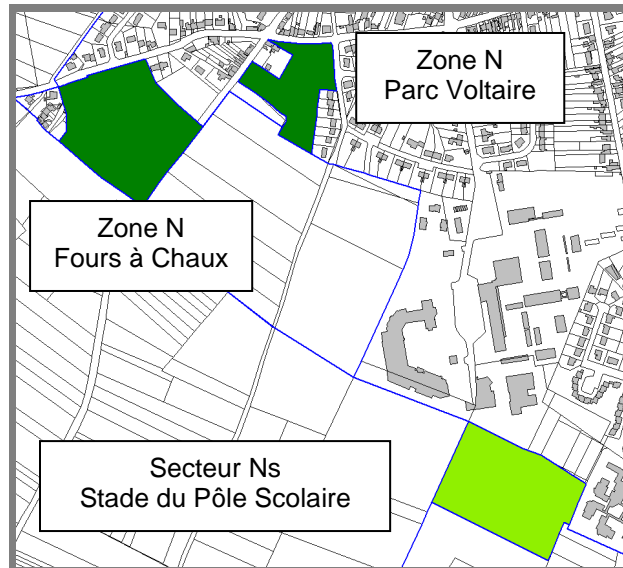 Zone N
Parc Voltaire
Zone N
Fours à Chaux
Secteur Ns
Stade du Pôle Scolaire